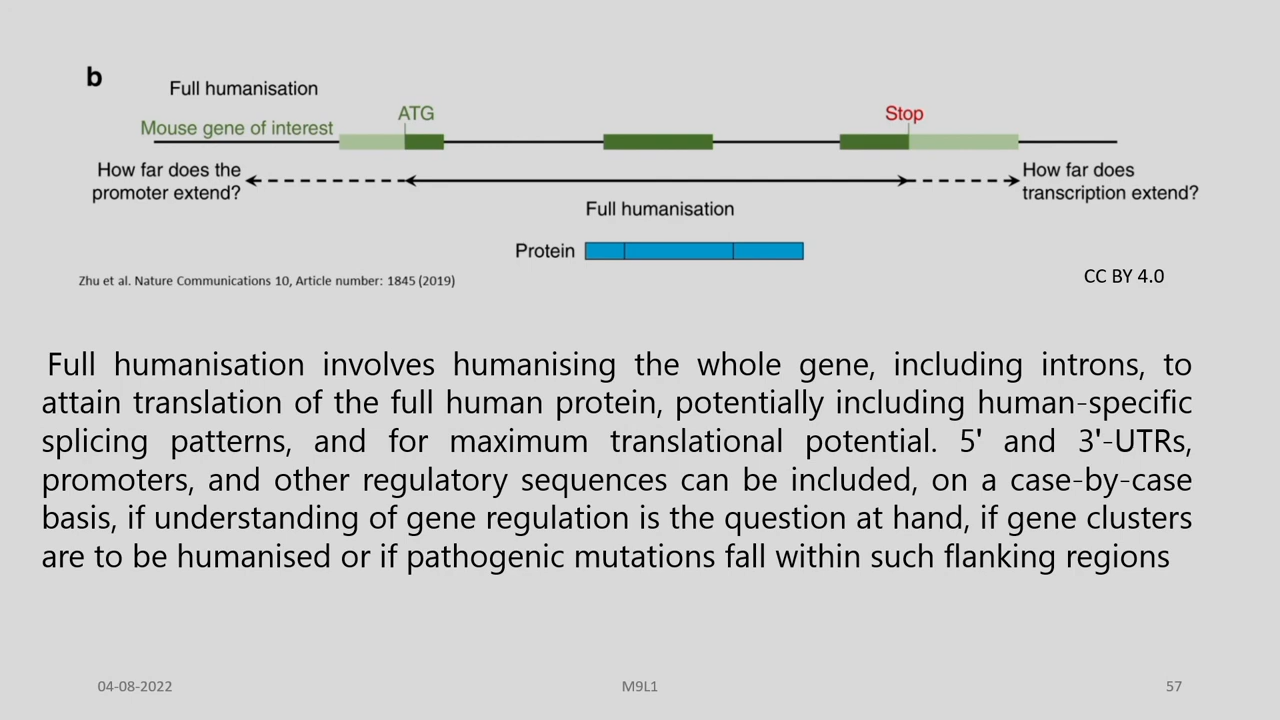 b
Full humanisation
Mouse gene of interest
ATG
Stop
How far does the
promoter extend?
How far does
transcription extend?
Full humanisation
Protein
Zhu et al. Nature Communications 10, Article number: 1845 (2019)
CC BY 4.0
Full humanisation involves humanising the whole gene, including introns, to
attain translation of the full human protein, potentially including human-specific
splicing patterns, and for maximum translational potential. 5' and 3'-UTRs,
promoters, and other regulatory sequences can be included, on a case-by-case
basis, if understanding of gene regulation is the question at hand, if gene clusters
are to be humanised or if pathogenic mutations fall within such flanking regions
04-08-2022
M9L1
57